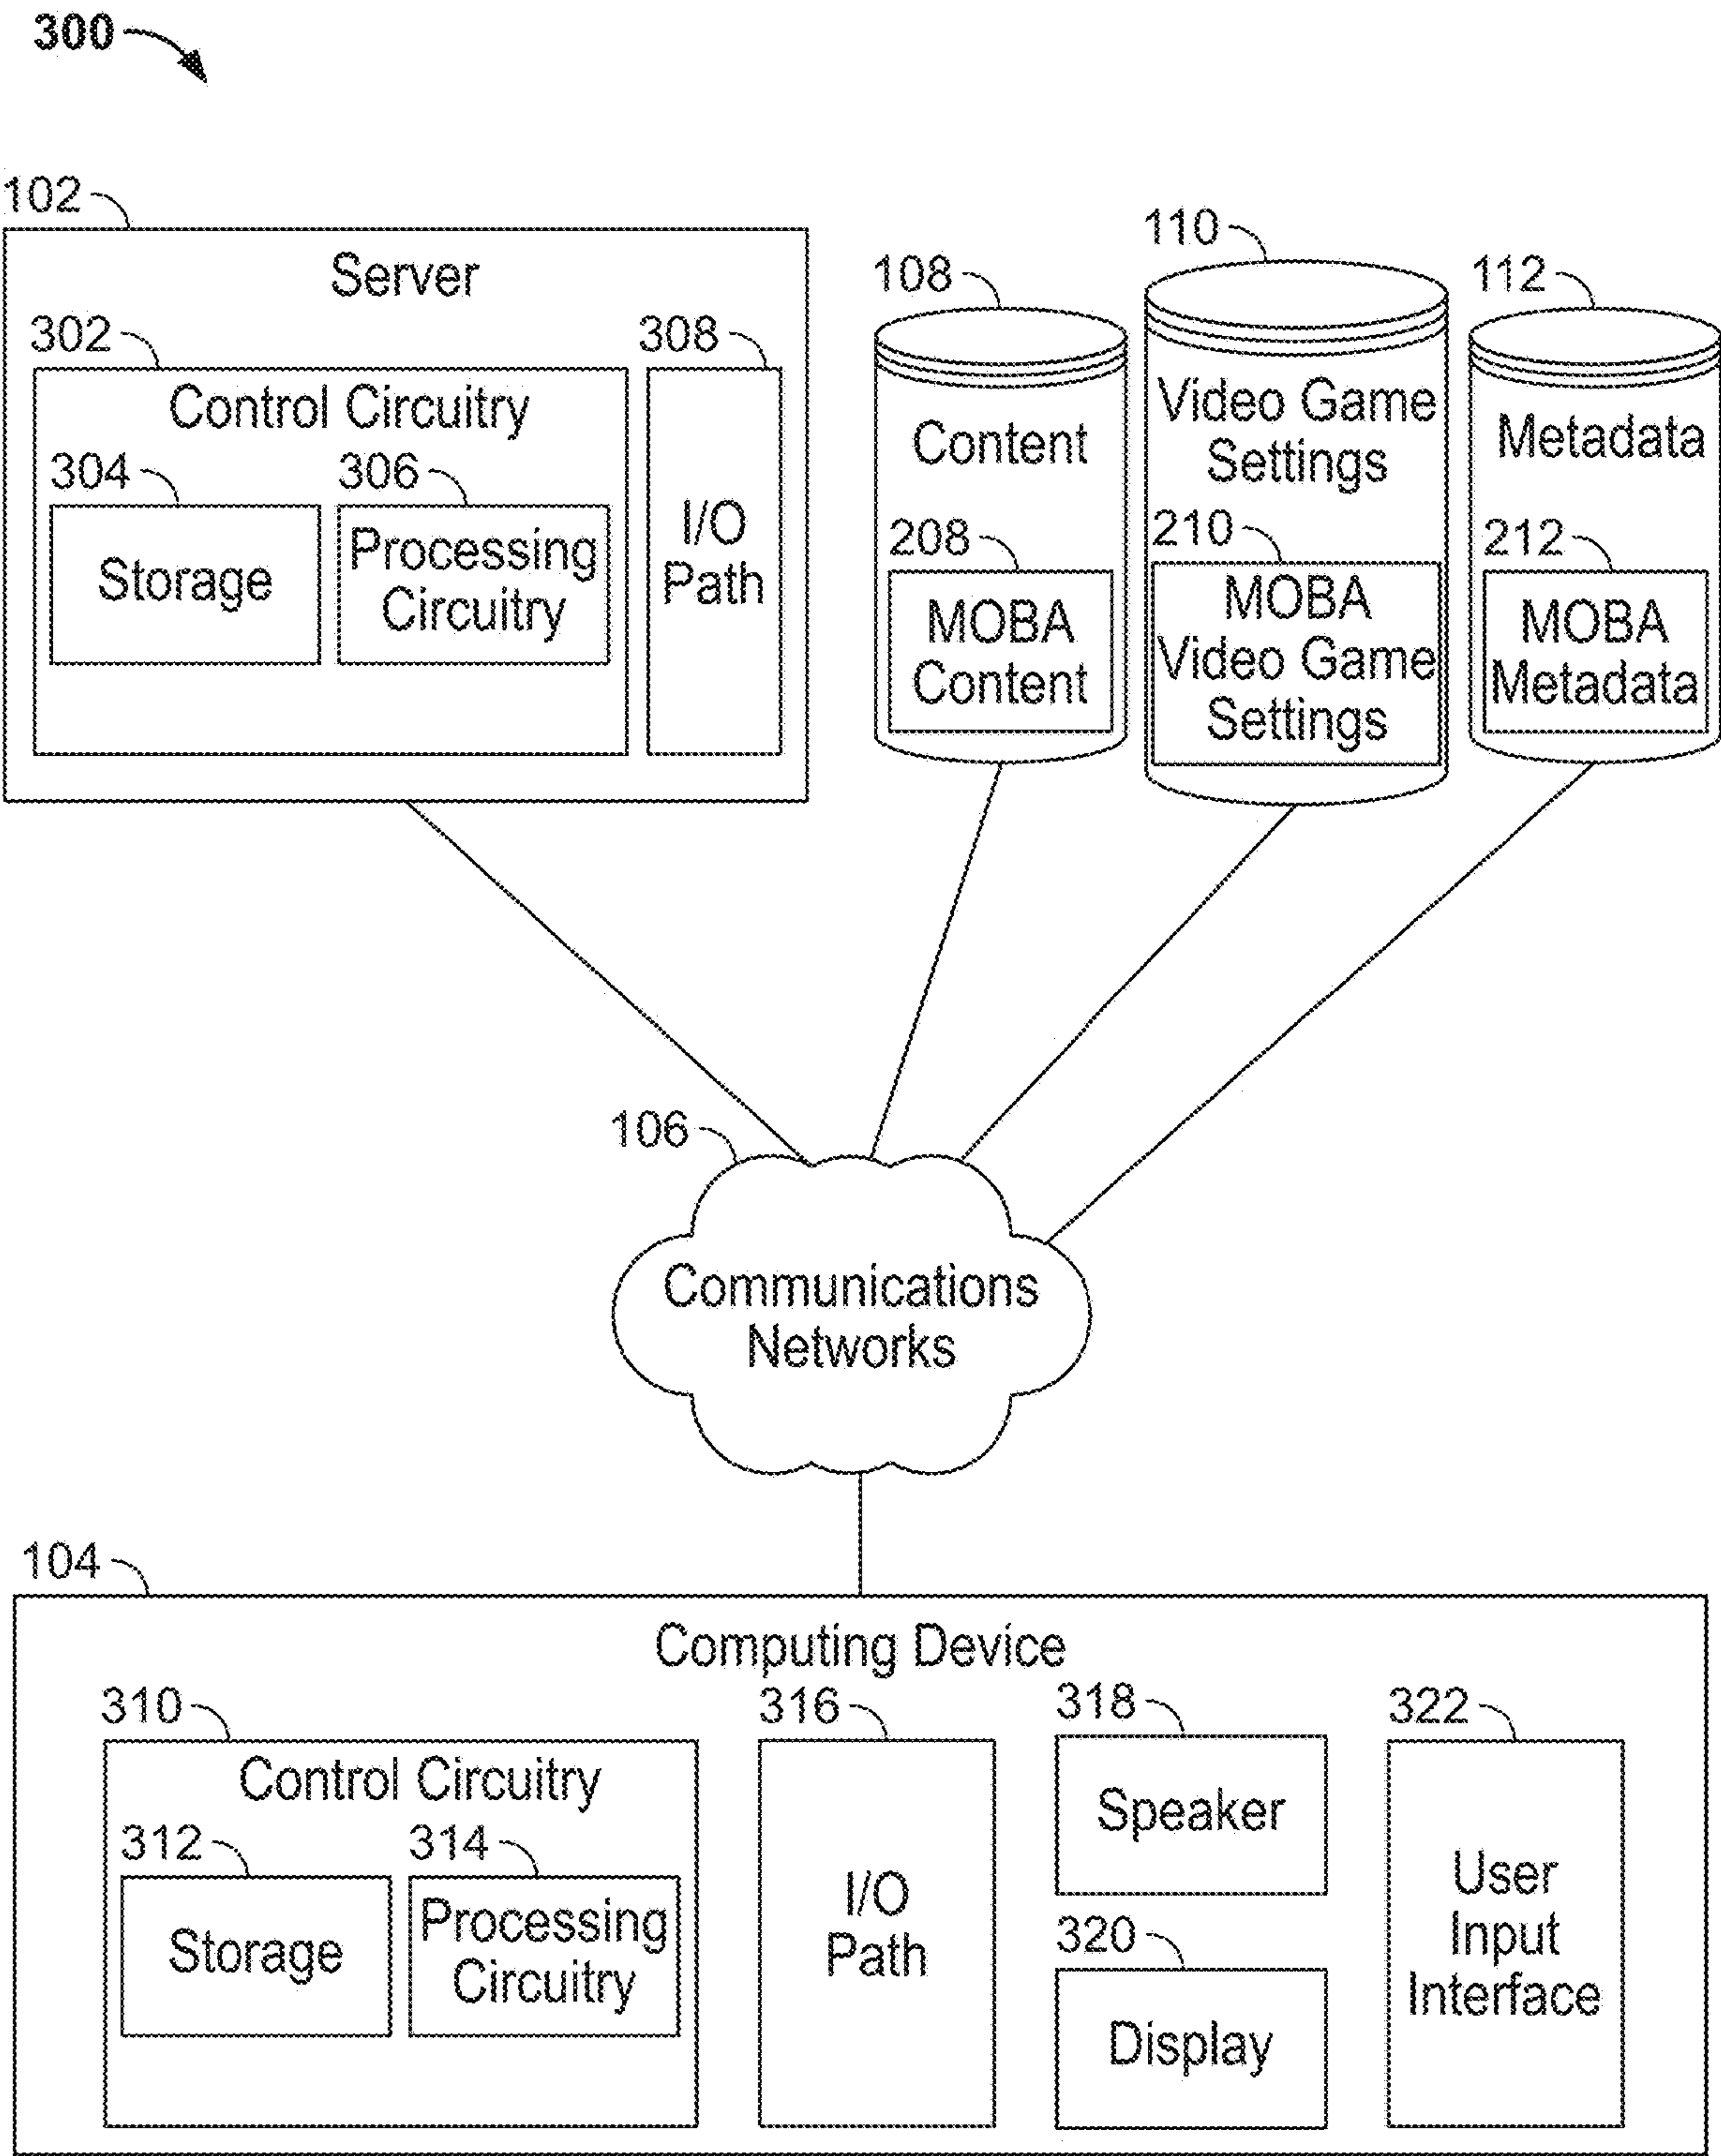 300
102
Server
302
308
Control Circuitry
304
306
Storage
Processing
Circuitry
I/O
Path
108
Content
208
MOBA
Content
110
Video Game
Settings
210
MOBA
Video Game
Settings
112
Metadata
212
MOBA
Metadata
106
Communications
Networks
104
Computing Device
310
Control Circuitry
312
314
Storage
Processing
Circuitry
316
I/O
Path
318
Speaker
320
Display
322
User
Input
Interface